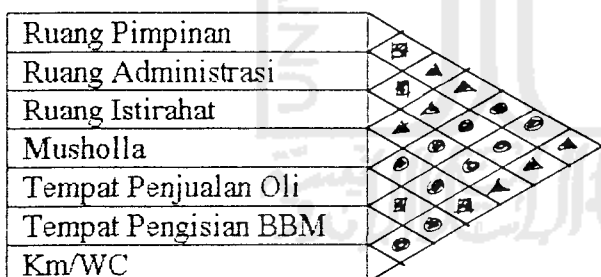 Ruang Pimpinan
Ruang Administrasi
Ruang Istirahat
Musholla
Tempat Penjualan Oli
Tempat Pengisian BBM
Km/WC